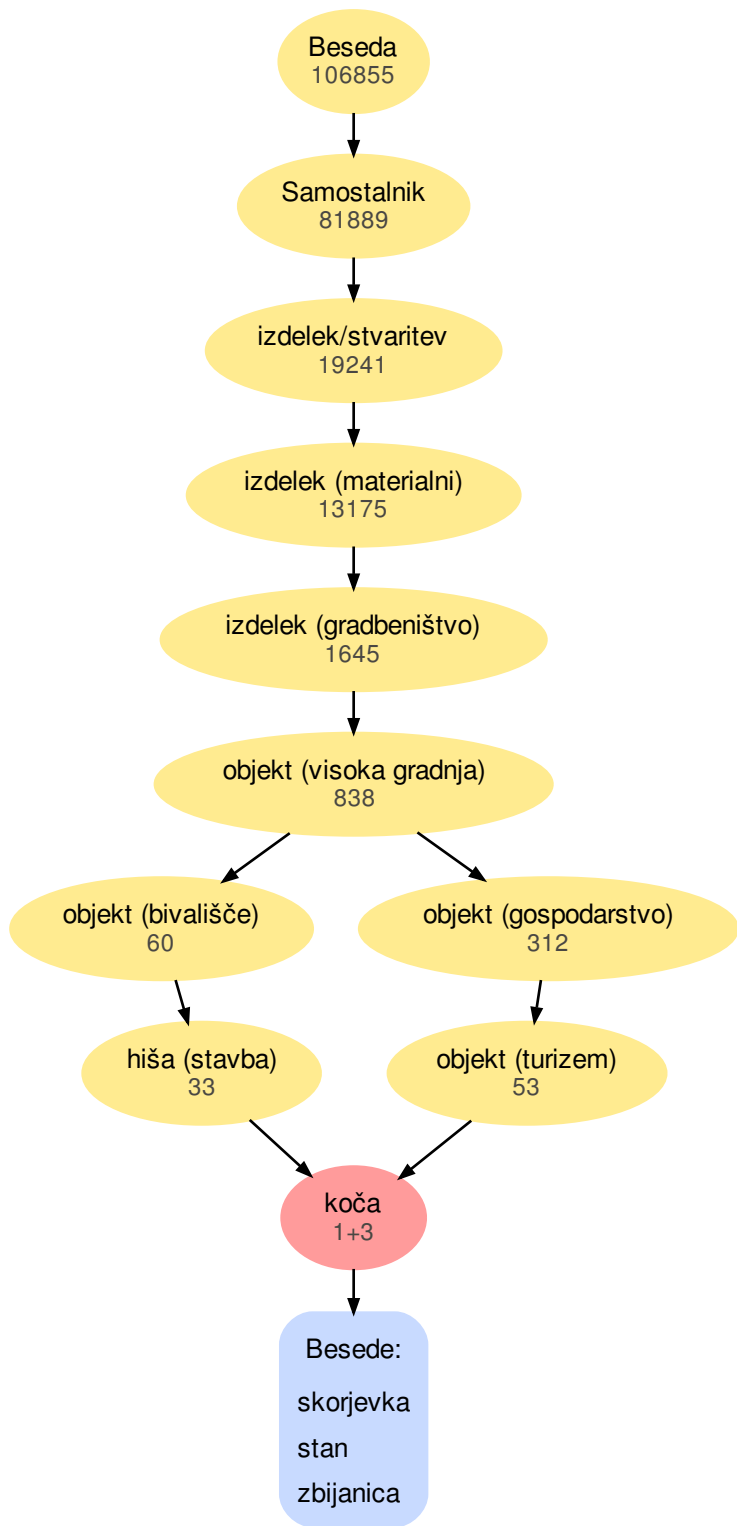 Beseda
106855
Samostalnik
81889
izdelek/stvaritev
19241
izdelek (materialni)
13175
izdelek (gradbeništvo)
1645
objekt (visoka gradnja)
838
objekt (bivališče)
60
objekt (gospodarstvo)
312
hiša (stavba)
33
objekt (turizem)
53
koča
1+3
Besede:
skorjevka
stan
zbijanica